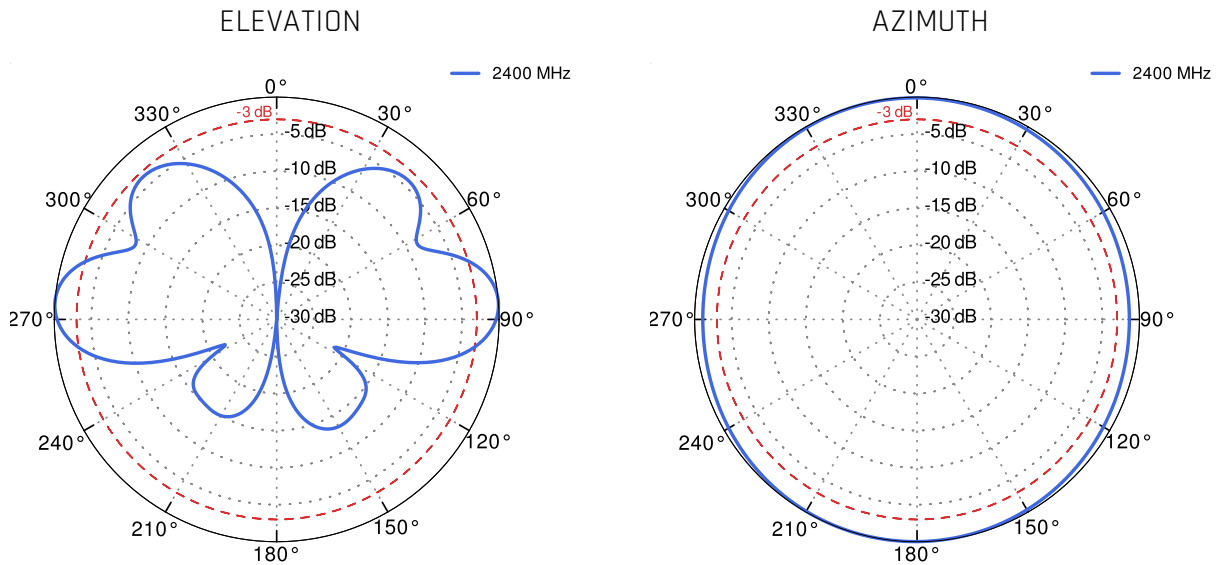 ELEVATION
2400 MHz
0°
330°
-3 dB
30°
-5 dB
-10 dB
300°
-15 dB
60°
-20 dB
-25 dB
270°
-30 dB
90°
240°
120°
210°
150°
180°
AZIMUTH
2400 MHz
0°
330°
-3 dB
30°
-5 dB
-10 dB
300°
-15 dB
60°
-20 dB
-25 dB
270°
-30 dB
90°
240°
120°
210°
150°
180°